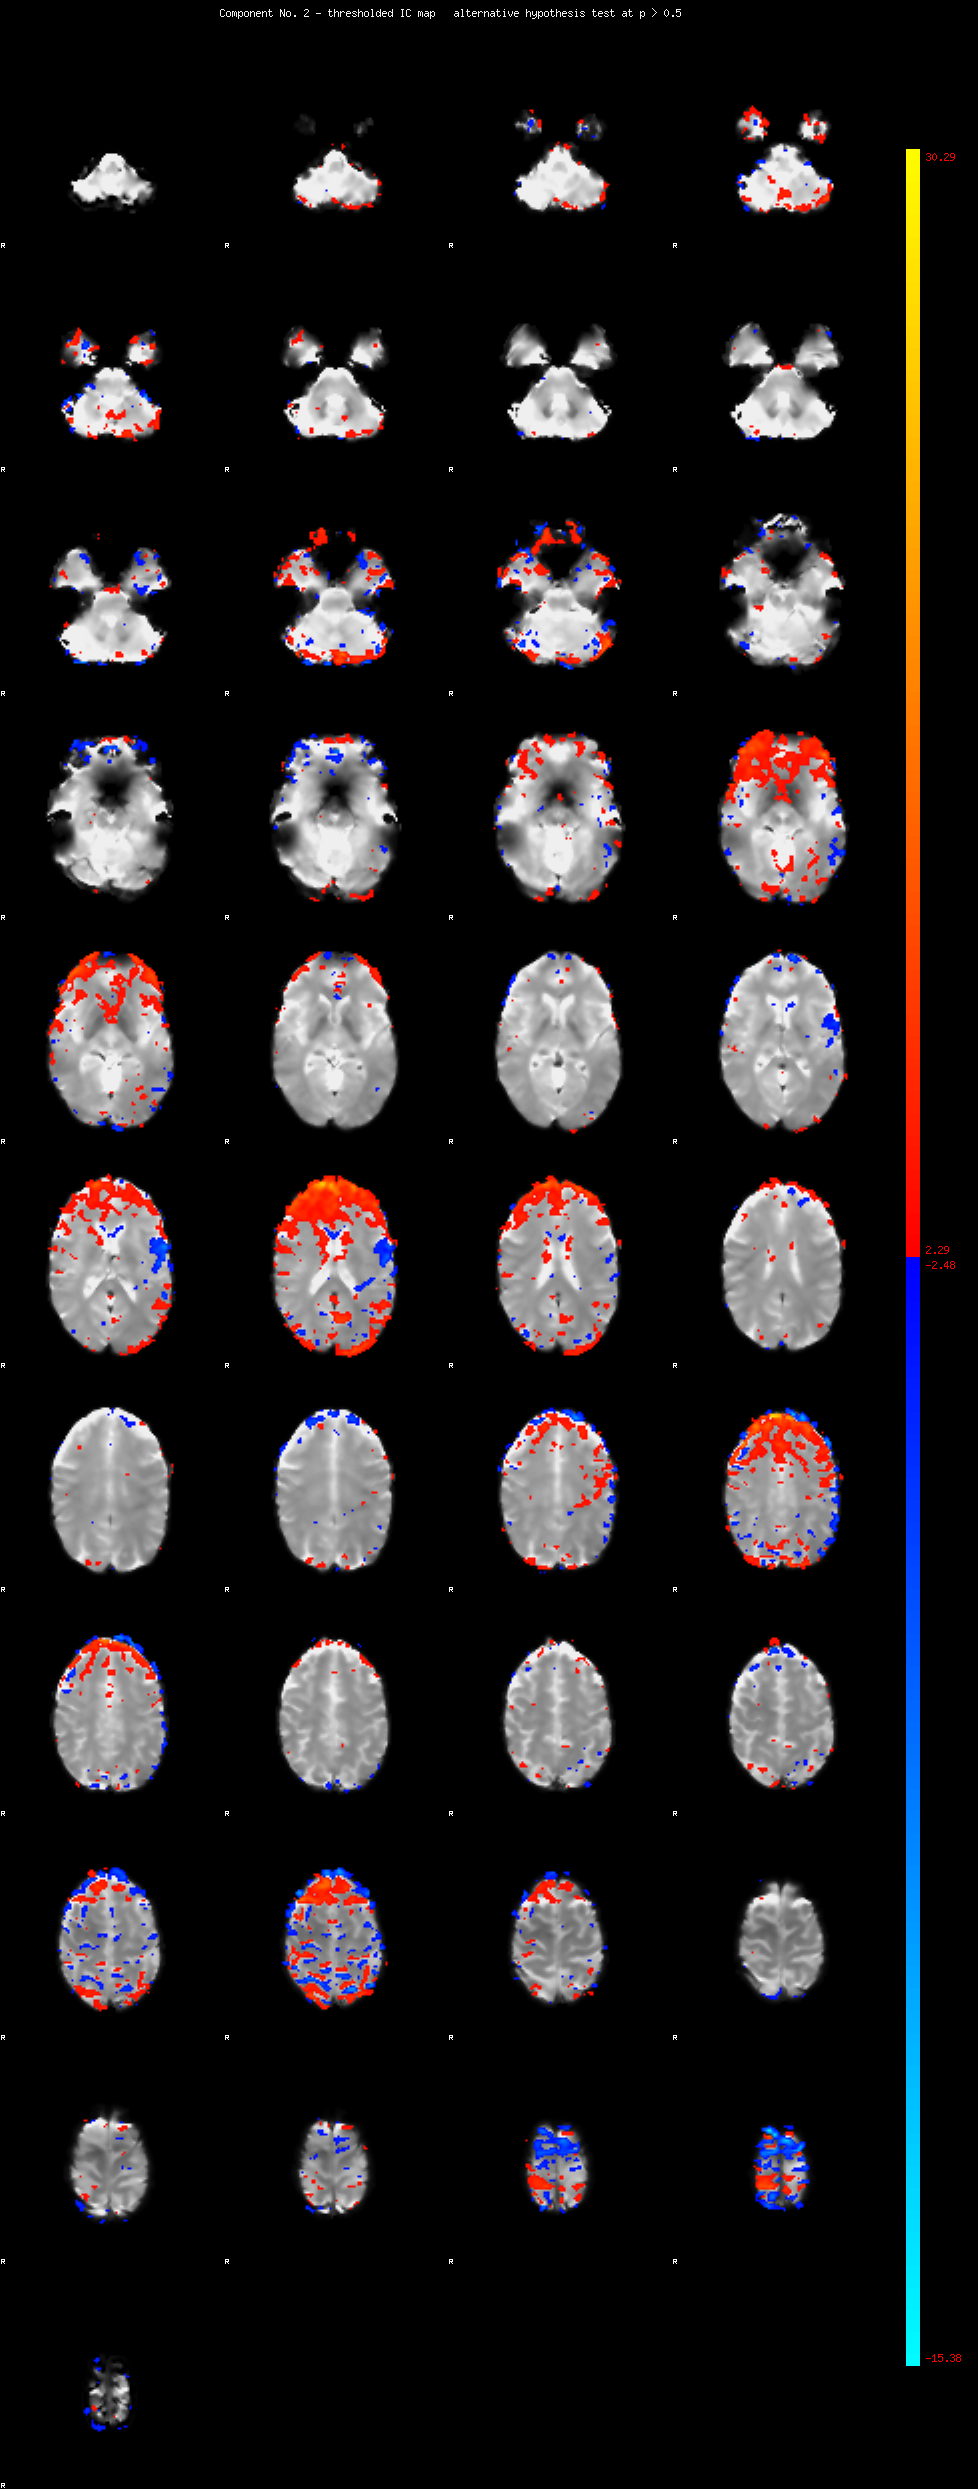 Component No. 2 - thresholded IC map   alternative hypothesis test at p > 0.5
30.29
R R R R
R R R R
R R R R
R R R R
R R R R
2.29
-2.48
R R R R
R R R R
R R R R
R R R R
R R R R
-15.38
R